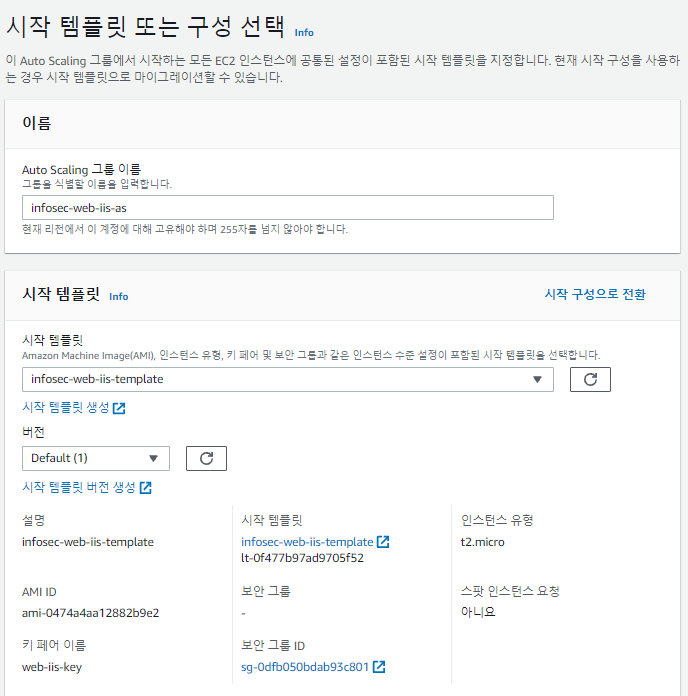 시작 템플릿 또는 구성 선택 Info
이 Auto Scaling 그룹에서 시작하는 모든 EC2 인스턴스에 공통된 설정이 포함된 시작 템플릿을 지정합니다. 현재 시작 구성을 사용하
는 경우 시작 템플릿으로 마이그레이션할 수 있습니다.
이름
Auto Scaling 그룹 이름
그룹을 식별할 이름을 입력합니다.
infosec-web-iis-as
현재 리전에서 이 계정에 대해 고유해야 하며 255자를 넘지 않아야 합니다.
시작 템플릿 Info
시작 구성으로 전환
시작 템플릿
Amazon Machine Image(AMI), 인스턴스 유형, 키 페어 및 보안 그룹과 같은 인스턴스 수준 설정이 포함된 시작 템플릿을 선택합니다.
infosec-web-iis-template
시작 템플릿 생성
버전
Default (1)
시작 템플릿 버전 생성
설명
infosec-web-iis-template
시작 템플릿
infosec-web-iis-template
lt-0f477b97ad9705f52
인스턴스 유형
t2.micro
AMI ID
ami-0474a4aa12882b9e2
보안 그룹
-
스팟 인스턴스 요청
아니요
키 페어 이름
web-iis-key
보안 그룹 ID
sg-0dfb050bdab93c801